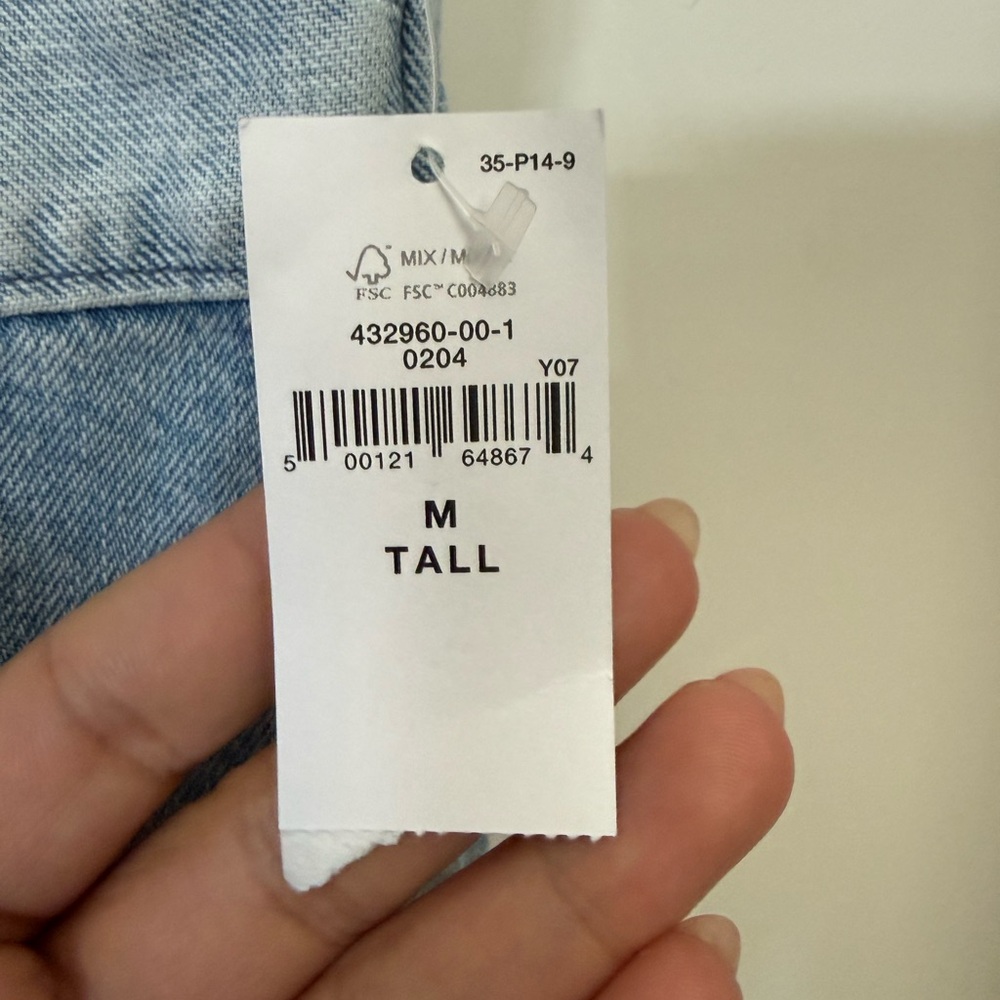 35-P14-9
MIX /
FSC FSC™ C004883
432960-00-1
0204
Y07
5 00121 64867 4
M
TALL